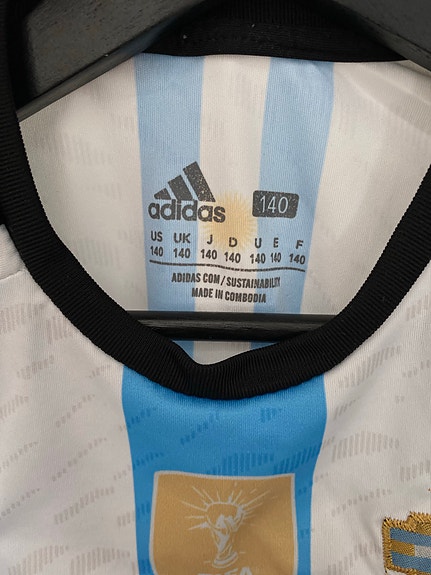 adidas
140
US UK J D U E F
140 140 140 140 140 140 140
ADIDAS COM/SUSTAINABILITY
MADE IN COMBODIA